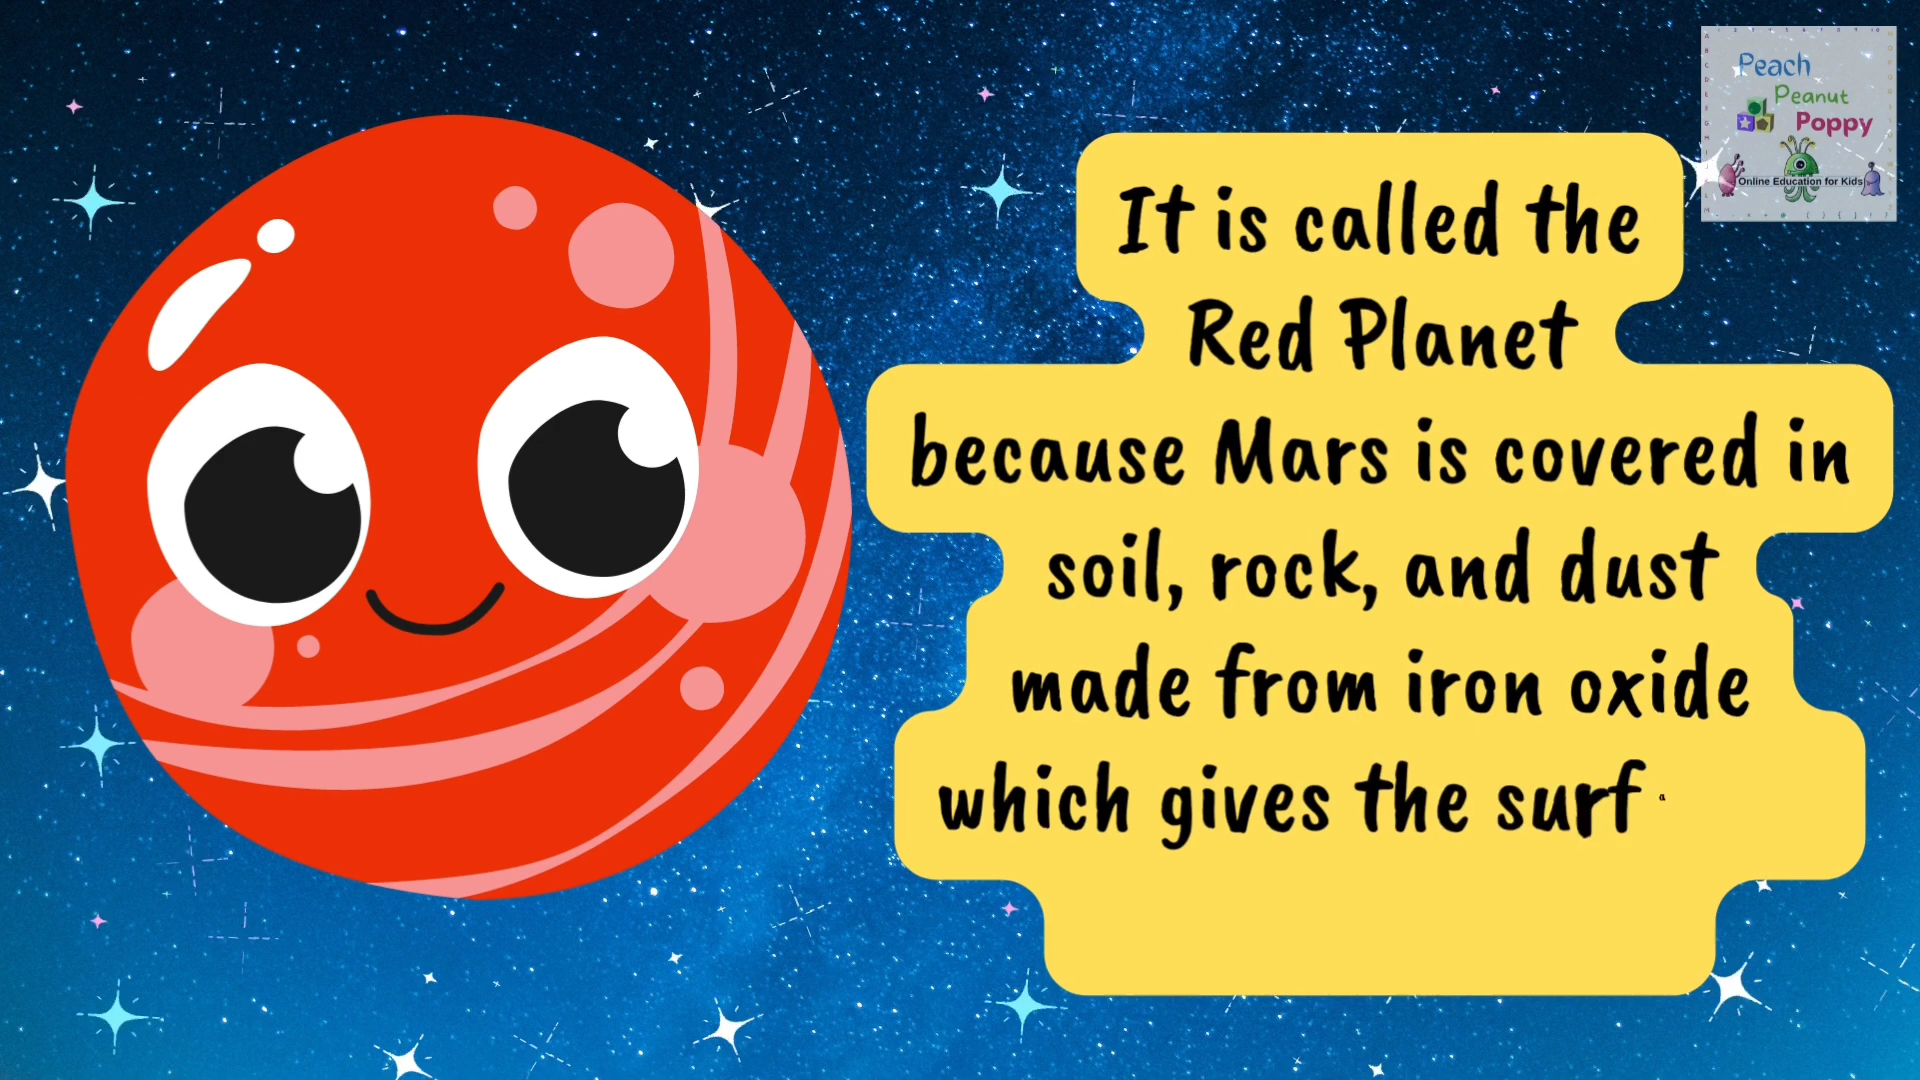 It is called the
Red Planet
because Mars is covered in
soil, rock, and dust
made from iron oxide
which gives the surfa
Peach
Peanut
Poppy
Online Education for Kids